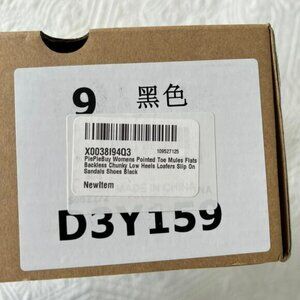 9 黑色
X0038I94Q3 109527125
PiePieBuy Womens Pointed Toe Mules Flats
Backless Chunky Low Heels Loafers Slip On
Sandals Shoes Black
NewItem
D3Y159